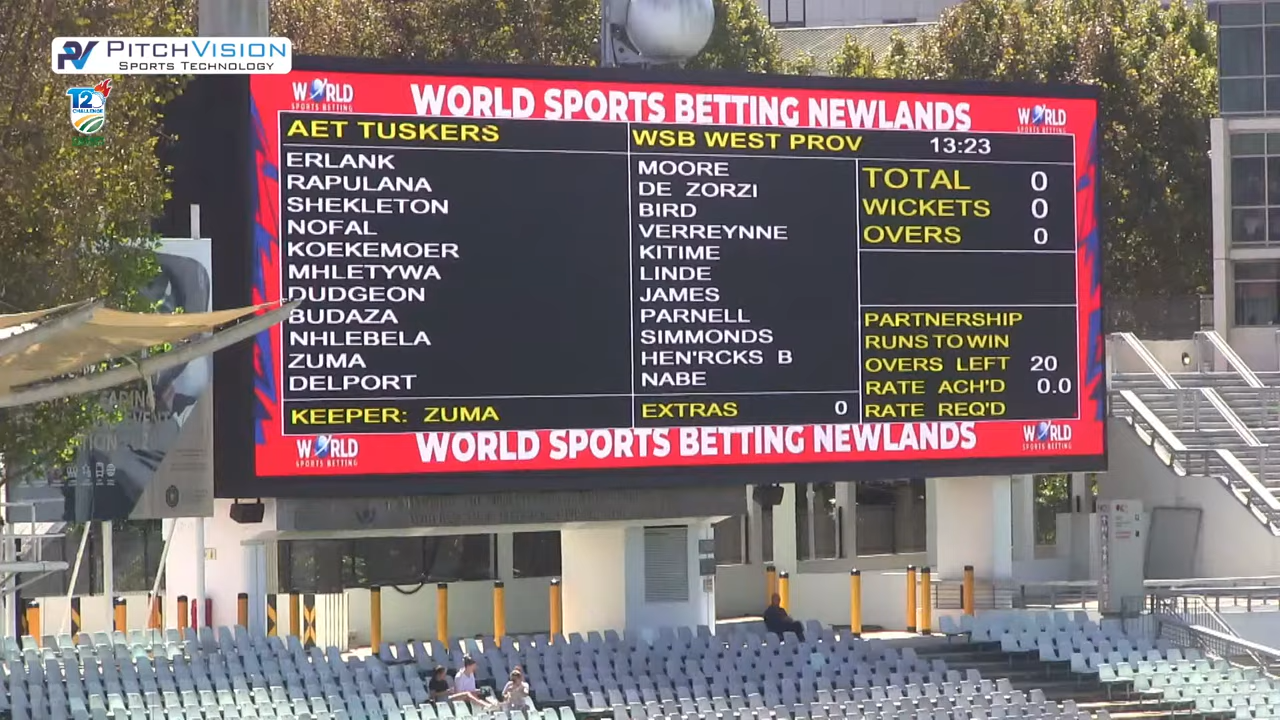 PITCHVISION
SPORTS TECHNOLOGY
T20
CHALLENGE
WORLD
SPORTS BETTING
WORLD SPORTS BETTING NEWLANDS
WORLD
SPORTS BETTING
AET TUSKERS
WSB WEST PROV
13:23
ERLANK
RAPULANA
SHEKLETON
NOFAL
KOEKEMOER
MHLETYWA
DUDGEON
BUDAZA
NHLEBELA
ZUMA
DELPORT
KEEPER: ZUMA
MOORE
DE ZORZI
BIRD
VERREYNNE
KITIME
LINDE
JAMES
PARNELL
SIMMONDS
HEN'RCKS B
NABE
EXTRAS 0
TOTAL 0
WICKETS 0
OVERS 0
PARTNERSHIP
RUNS TO WIN
OVERS LEFT 20
RATE ACH'D 0.0
RATE REQ'D
WORLD
SPORTS BETTING
WORLD SPORTS BETTING NEWLANDS
WORLD
SPORTS BETTING